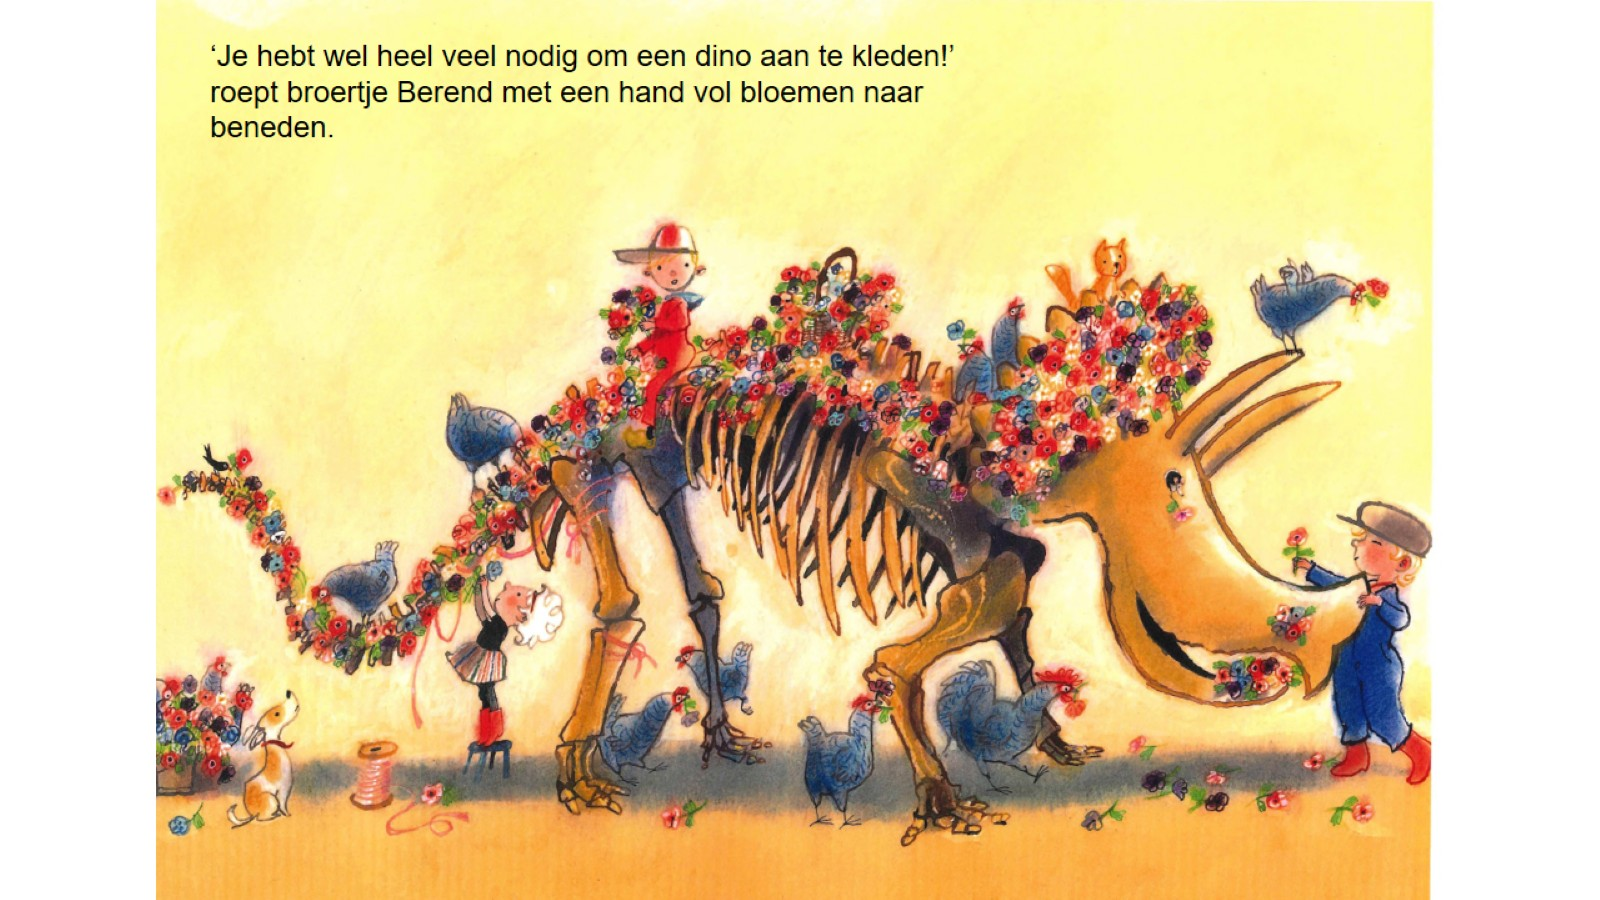 ‘Je hebt wel heel veel nodig om een dino aan te kleden!’
roept broertje Berend met een hand vol bloemen naar
beneden.